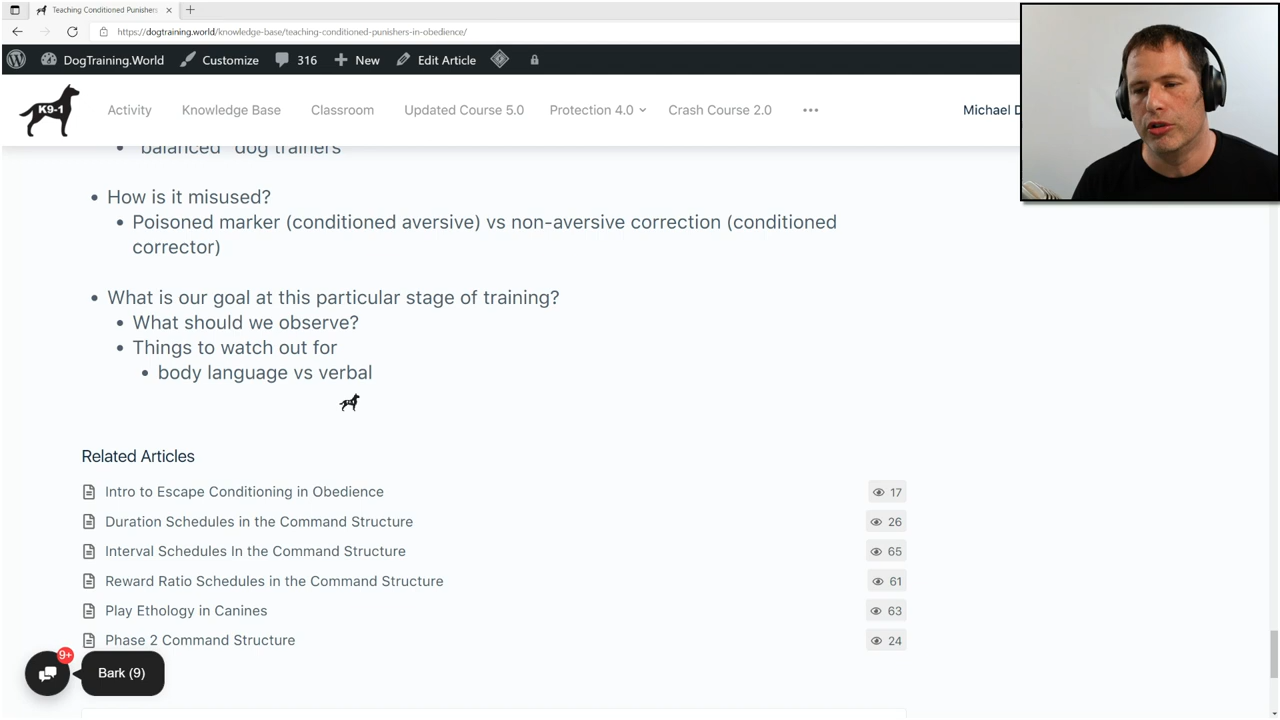 Teaching Conditioned Punishers
https://dogtraining.world/knowledge-base/teaching-conditioned-punishers-in-obedience/
DogTraining.World
Customize
316
New
Edit Article
K9-1
Activity
Knowledge Base
Classroom
Updated Course 5.0
Protection 4.0
Crash Course 2.0
Michael D
"balanced" dog trainers
How is it misused?
Poisoned marker (conditioned aversive) vs non-aversive correction (conditioned
corrector)
What is our goal at this particular stage of training?
What should we observe?
Things to watch out for
body language vs verbal
Related Articles
Intro to Escape Conditioning in Obedience 17
Duration Schedules in the Command Structure 26
Interval Schedules In the Command Structure 65
Reward Ratio Schedules in the Command Structure 61
Play Ethology in Canines 63
Phase 2 Command Structure 24
9+
Bark (9)